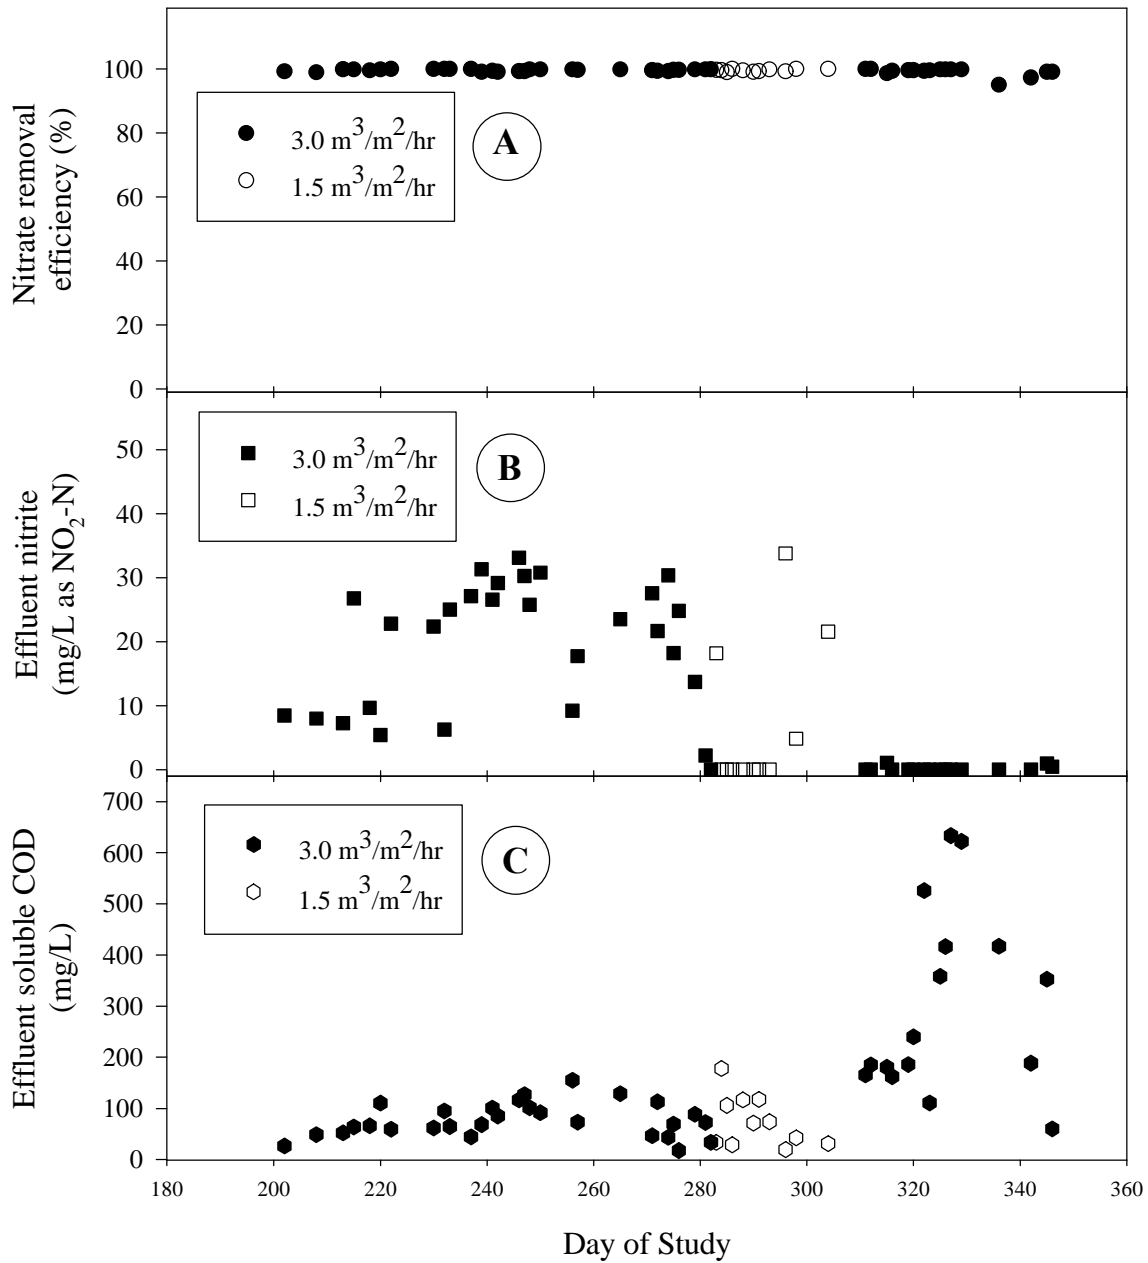 Nitrate removal
efficiency (%)
100
80
60
40
20
0
3.0 m³/m²/hr
1.5 m³/m²/hr
A
Effluent nitrite
(mg/L as NO₂-N)
50
40
30
20
10
0
3.0 m³/m²/hr
1.5 m³/m²/hr
B
Effluent soluble COD
(mg/L)
700
600
500
400
300
200
100
0
3.0 m³/m²/hr
1.5 m³/m²/hr
C
180 200 220 240 260 280 300 320 340 360
Day of Study